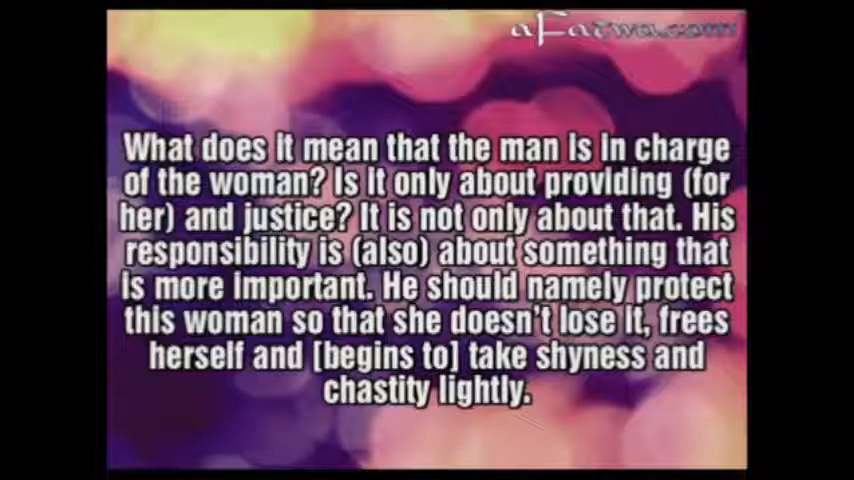 aFatwa.com
What does it mean that the man is in charge
of the woman? Is it only about providing (for
her) and justice? It is not only about that. His
responsibility is (also) about something that
is more important. He should namely protect
this woman so that she doesn't lose it, frees
herself and [begins to] take shyness and
chastity lightly.